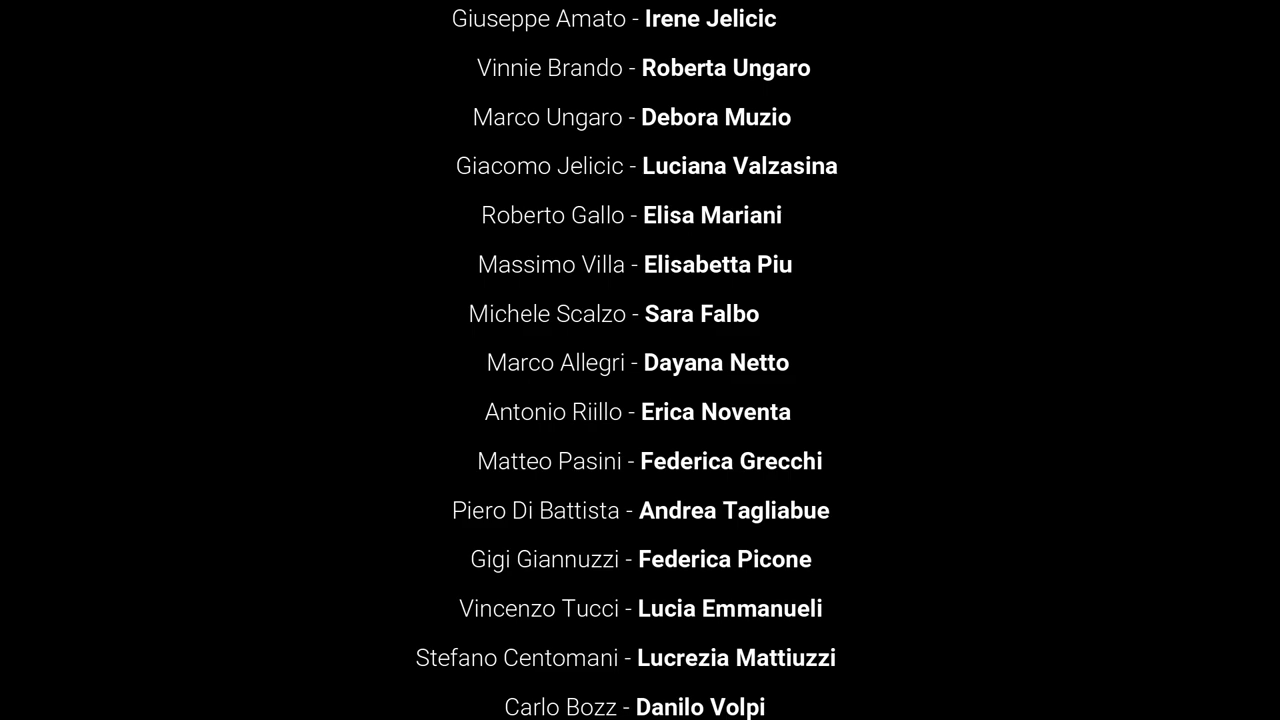 Giuseppe Amato - Irene Jelicic
Vinnie Brando - Roberta Ungaro
Marco Ungaro - Debora Muzio
Giacomo Jelicic - Luciana Valzasina
Roberto Gallo - Elisa Mariani
Massimo Villa - Elisabetta Piu
Michele Scalzo - Sara Falbo
Marco Allegri - Dayana Netto
Antonio Riillo - Erica Noventa
Matteo Pasini - Federica Grecchi
Piero Di Battista - Andrea Tagliabue
Gigi Giannuzzi - Federica Picone
Vincenzo Tucci - Lucia Emmanueli
Stefano Centomani - Lucrezia Mattiuzzi
Carlo Bozz - Danilo Volpi